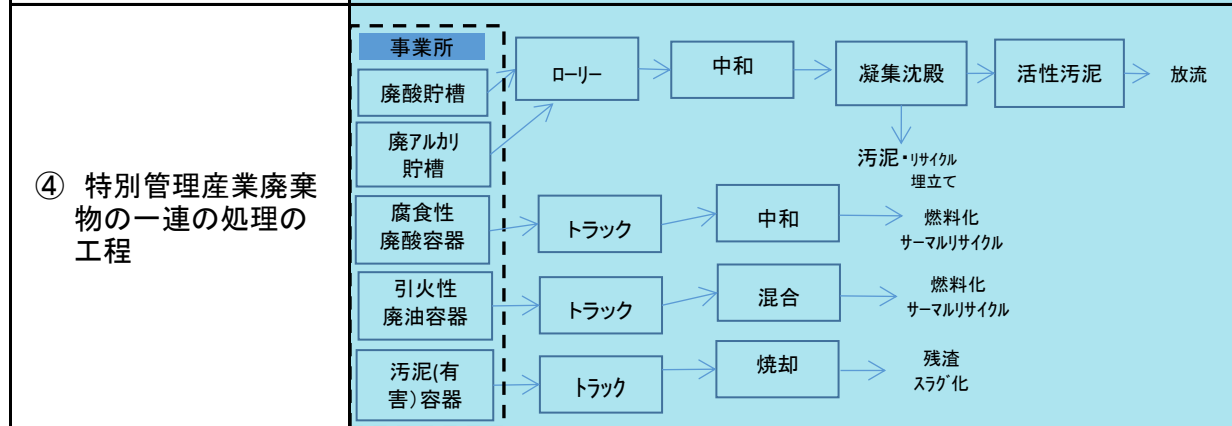 ④ 特別管理産業廃棄
物の一連の処理の
工程
事業所
廃酸貯槽
廃ｱﾙｶﾘ
貯槽
ﾛｰﾘｰ
中和
凝集沈殿
活性汚泥
放流
汚泥・ﾘｻｲｸﾙ
埋立て
腐食性
廃酸容器
トラック
中和
燃料化
ｻｰﾏﾙﾘｻｲｸﾙ
引火性
廃油容器
トラック
混合
燃料化
ｻｰﾏﾙﾘｻｲｸﾙ
汚泥(有
害）容器
トラック
焼却
残渣
ｽﾗｸﾞ化